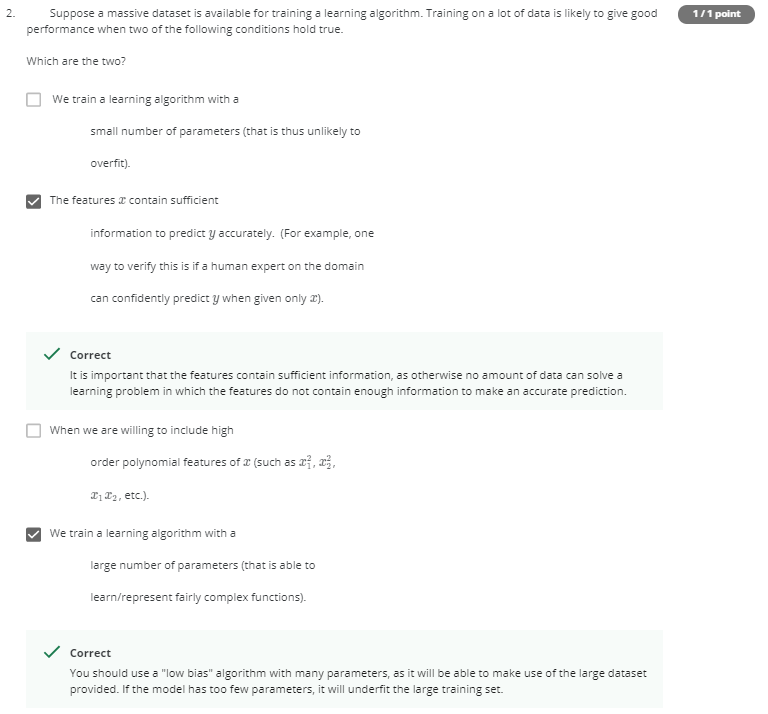 2. Suppose a massive dataset is available for training a learning algorithm. Training on a lot of data is likely to give good
1 / 1 point
performance when two of the following conditions hold true.
Which are the two?
We train a learning algorithm with a
small number of parameters (that is thus unlikely to
overfit).
The features x contain sufficient
information to predict y accurately. (For example, one
way to verify this is if a human expert on the domain
can confidently predict y when given only x).
Correct
It is important that the features contain sufficient information, as otherwise no amount of data can solve a
learning problem in which the features do not contain enough information to make an accurate prediction.
When we are willing to include high
order polynomial features of x (such as x₁², x₂²,
x₁x₂, etc.).
We train a learning algorithm with a
large number of parameters (that is able to
learn/represent fairly complex functions).
Correct
You should use a "low bias" algorithm with many parameters, as it will be able to make use of the large dataset
provided. If the model has too few parameters, it will underfit the large training set.